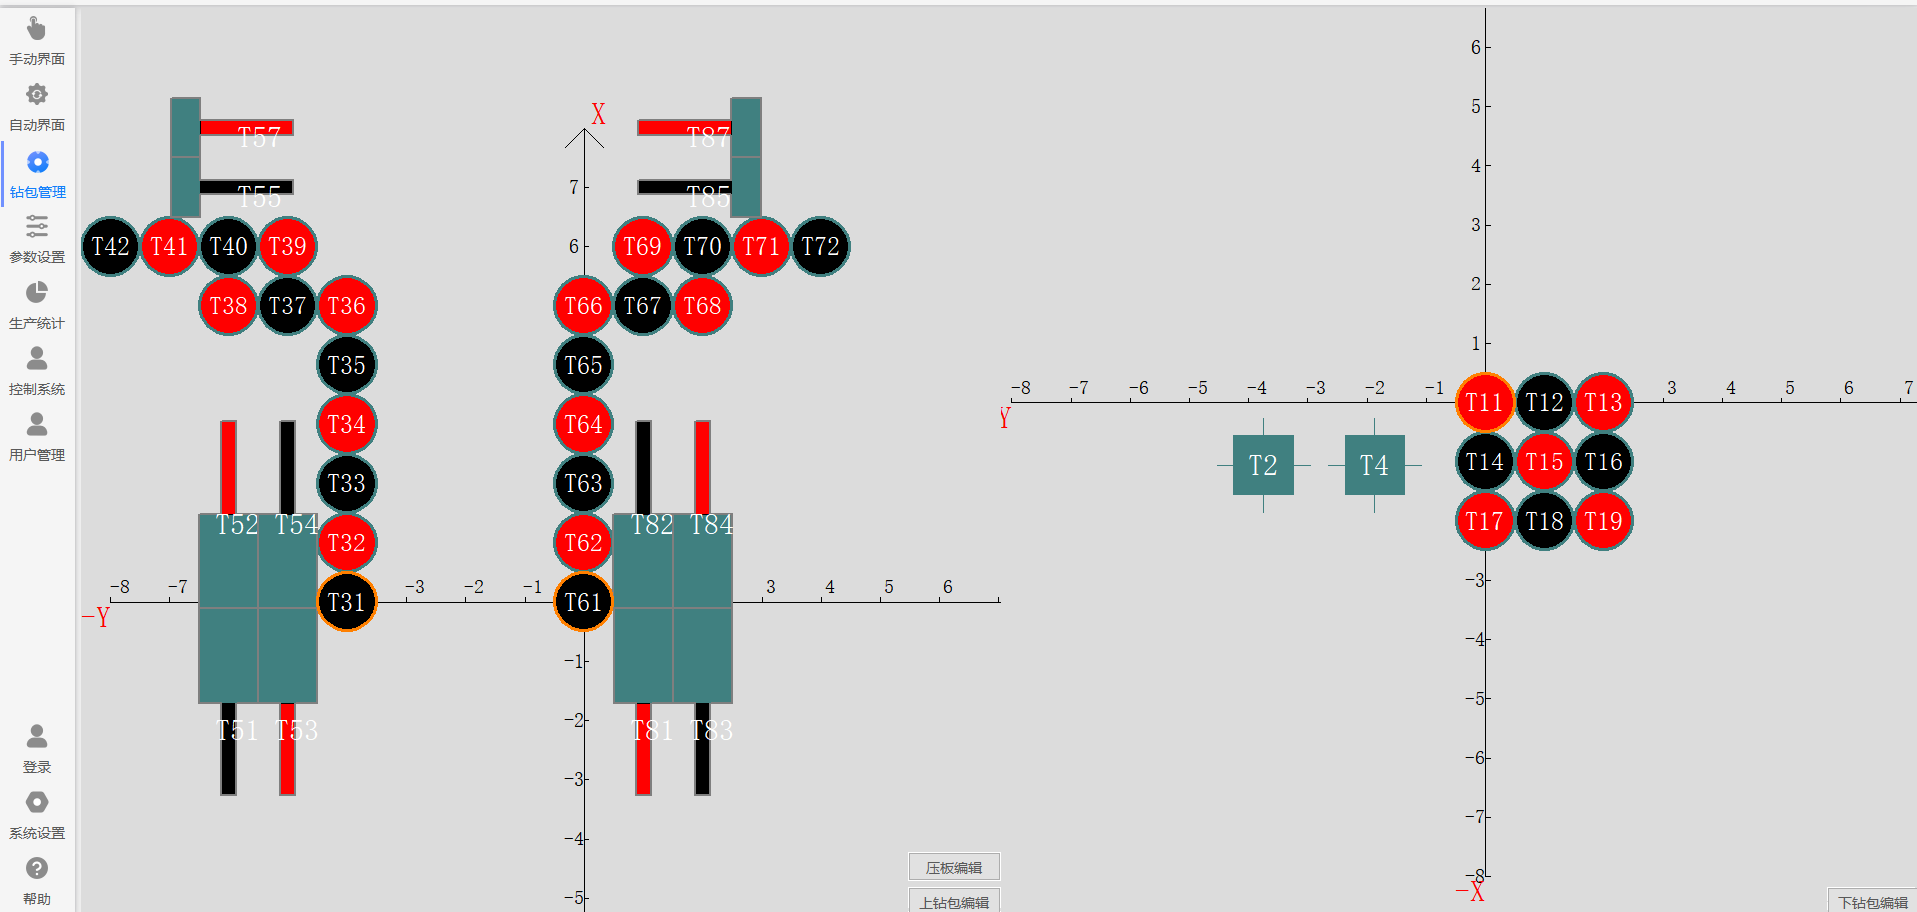 手动界面
自动界面
钻包管理
参数设置
生产统计
控制系统
用户管理
登录
系统设置
帮助
X
T57
T87
T55
T85
7
T42 T41 T40 T39
6
T69 T70 T71 T72
T38 T37 T36
T66 T67 T68
T35
T65
T34
T64
T33
T63
T52 T54
T32
T62
T82 T84
-8 -7 -3 -2 -1 3 4 5 6
-Y
T31
T61
-1
-2
T51 T53
T81 T83
-3
-4
-5
压板编辑
上钻包编辑
6
5
4
3
2
1
-8 -7 -6 -5 -4 -3 -2 -1 3 4 5 6 7
Y
T11 T12 T13
T2 T4
T14 T15 T16
T17 T18 T19
-3
-4
-5
-6
-7
-8
-X
下钻包编辑